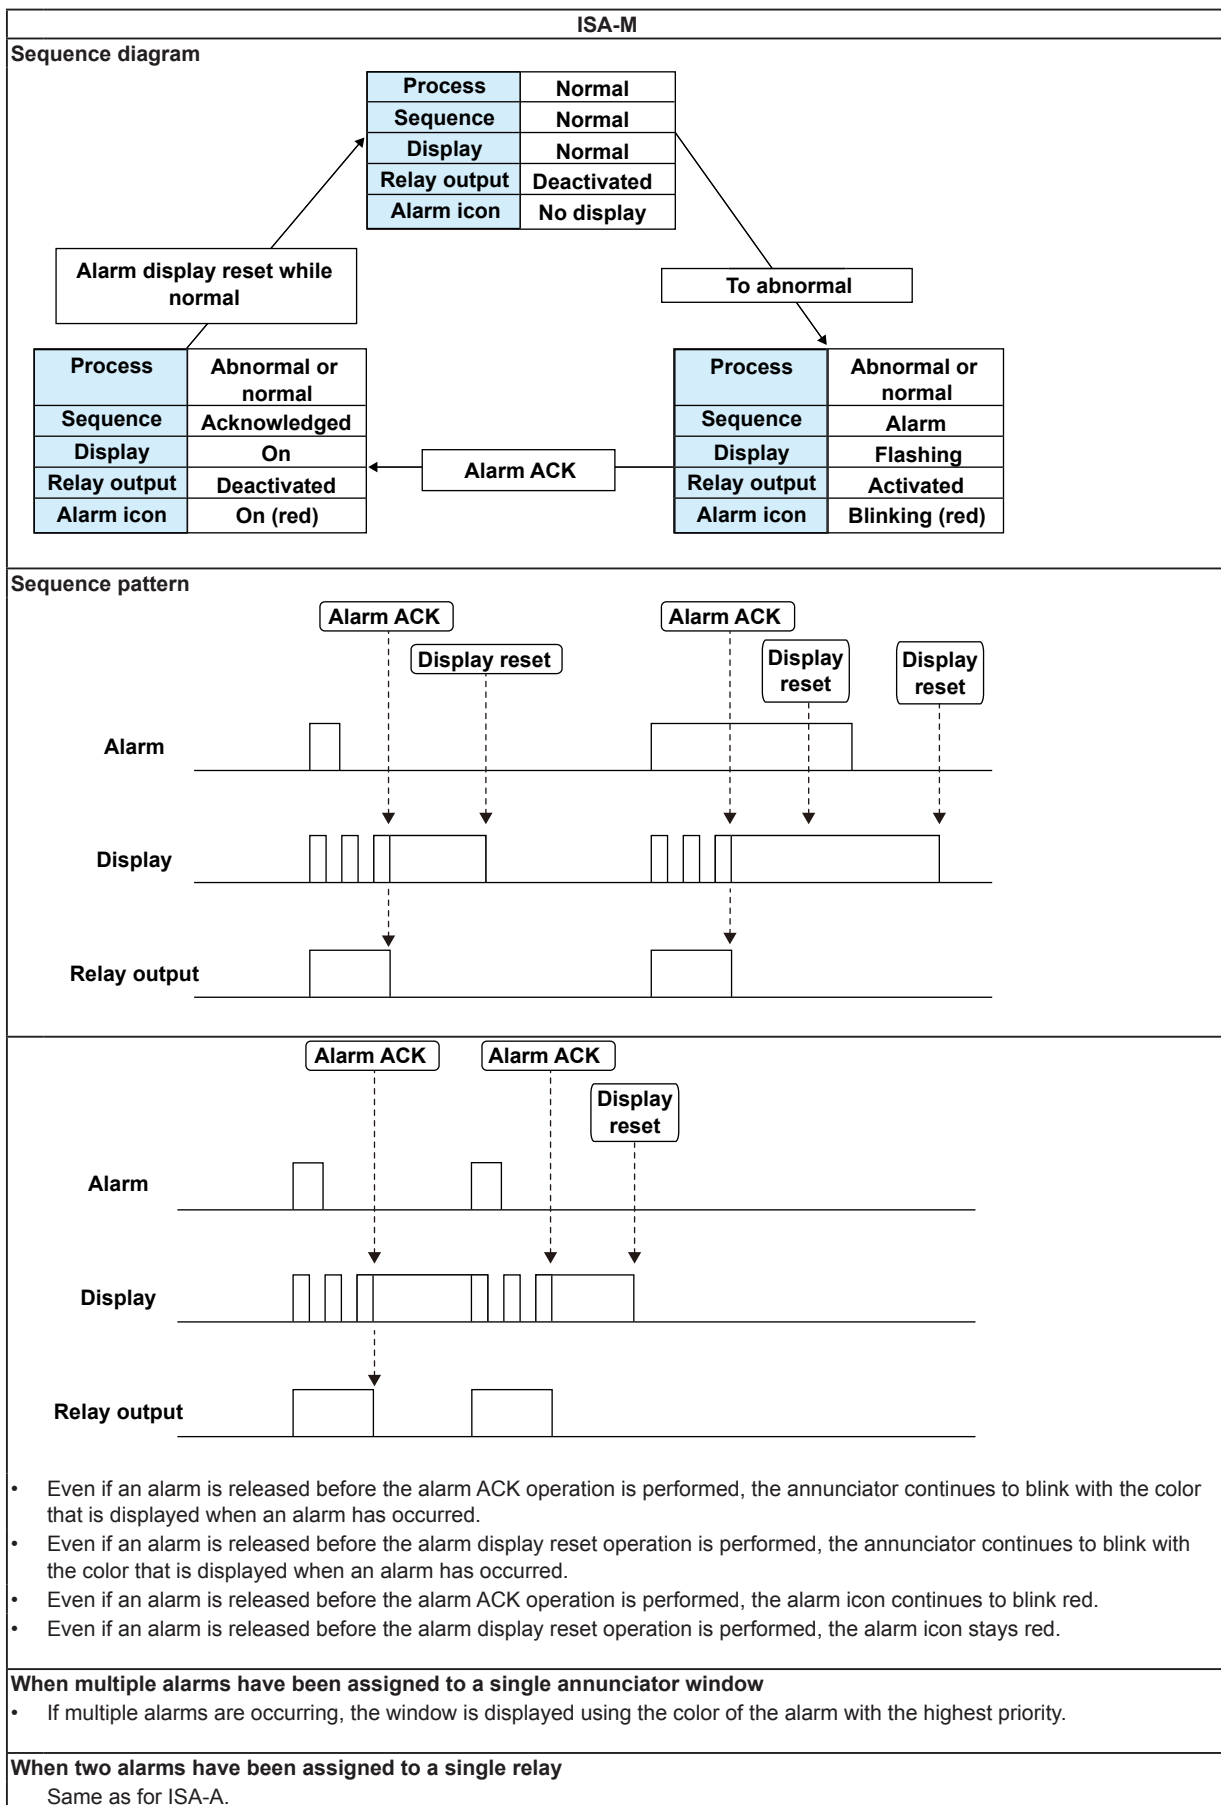 ISA-M
Sequence diagram
Process Normal
Sequence Normal
Display Normal
Relay output Deactivated
Alarm icon No display
Alarm display reset while
normal
To abnormal
Process Abnormal or
normal
Sequence Acknowledged
Display On
Relay output Deactivated
Alarm icon On (red)
Alarm ACK
Process Abnormal or
normal
Sequence Alarm
Display Flashing
Relay output Activated
Alarm icon Blinking (red)
Sequence pattern
Alarm ACK
Alarm ACK
Display reset
Display
reset
Display
reset
Alarm
Display
Relay output
Alarm ACK
Alarm ACK
Display
reset
Alarm
Display
Relay output
• Even if an alarm is released before the alarm ACK operation is performed, the annunciator continues to blink with the color
that is displayed when an alarm has occurred.
• Even if an alarm is released before the alarm display reset operation is performed, the annunciator continues to blink with
the color that is displayed when an alarm has occurred.
• Even if an alarm is released before the alarm ACK operation is performed, the alarm icon continues to blink red.
• Even if an alarm is released before the alarm display reset operation is performed, the alarm icon stays red.
When multiple alarms have been assigned to a single annunciator window
• If multiple alarms are occurring, the window is displayed using the color of the alarm with the highest priority.
When two alarms have been assigned to a single relay
Same as for ISA-A.